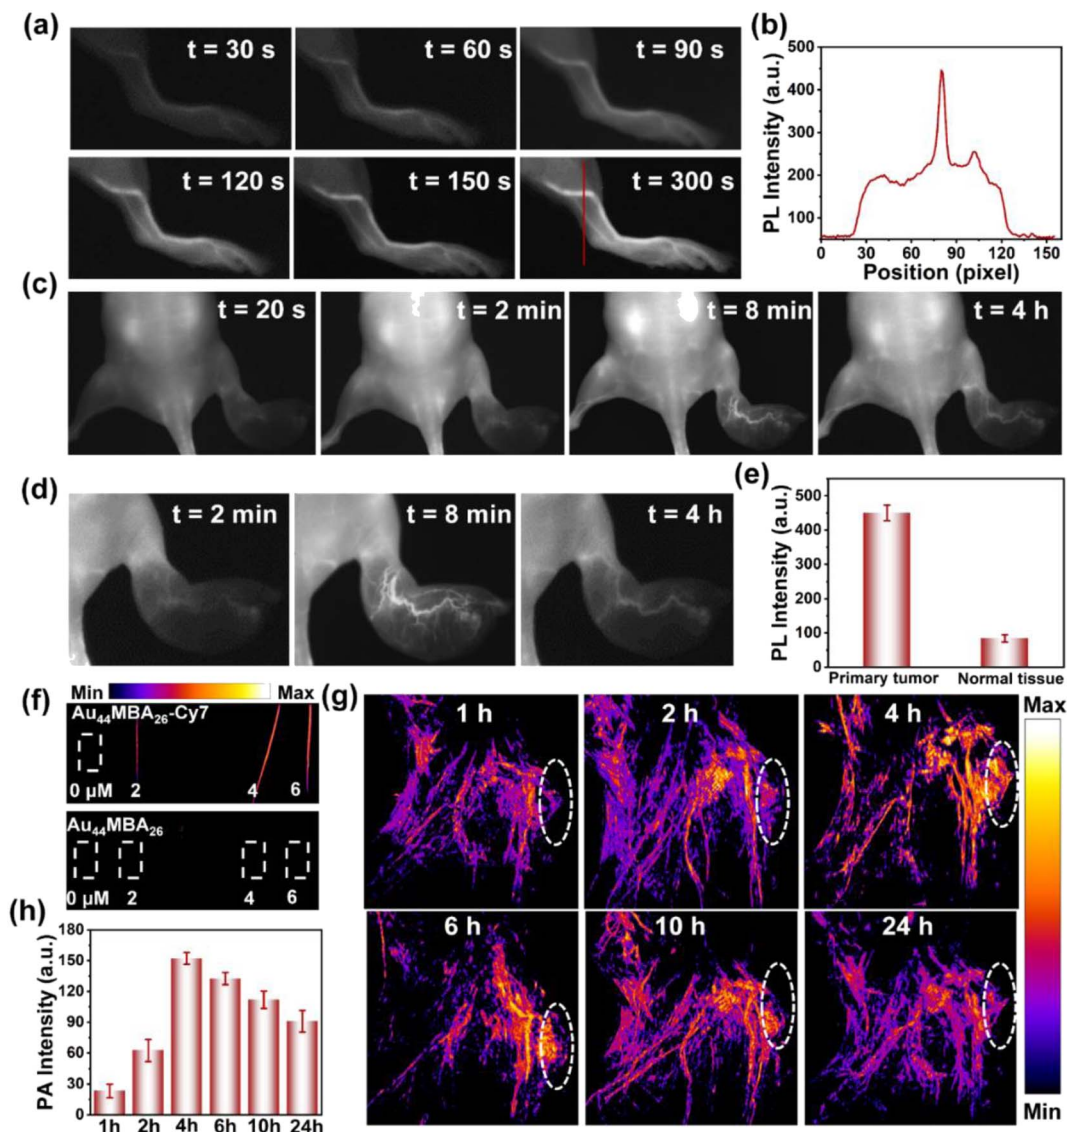 (a)
t = 30 s
t = 60 s
t = 90 s
t = 120 s
t = 150 s
t = 300 s
(b)
PL Intensity (a.u.)
500
400
300
200
100
0 30 60 90 120 150
Position (pixel)
(c)
t = 20 s
t = 2 min
t = 8 min
t = 4 h
(d)
t = 2 min
t = 8 min
t = 4 h
(e)
PL Intensity (a.u.)
500
400
300
200
100
0
Primary tumor Normal tissue
(f)
Min Max
Au₄₄MBA₂₆-Cy7
0 µM 2 4 6
Au₄₄MBA₂₆
0 µM 2 4 6
(g)
1 h
2 h
4 h
6 h
10 h
24 h
Max
Min
(h)
PA Intensity (a.u.)
180
150
120
90
60
30
0
1h 2h 4h 6h 10h 24h